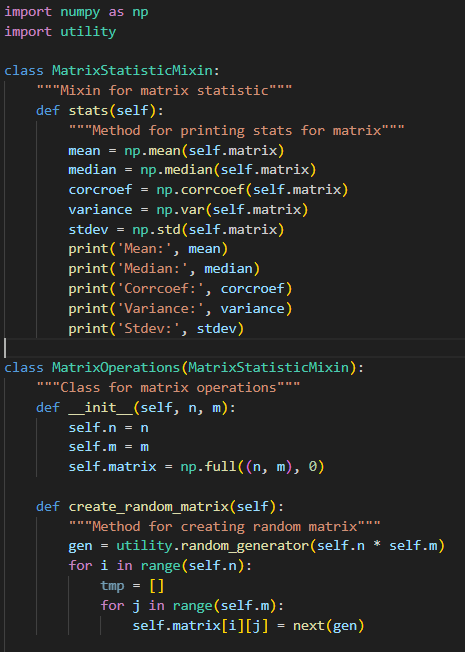 import numpy as np
import utility

class MatrixStatisticMixin:
    """Mixin for matrix statistic"""
    def stats(self):
        """Method for printing stats for matrix"""
        mean = np.mean(self.matrix)
        median = np.median(self.matrix)
        corcroef = np.corrcoef(self.matrix)
        variance = np.var(self.matrix)
        stdev = np.std(self.matrix)
        print('Mean:', mean)
        print('Median:', median)
        print('Corrcoef:', corcroef)
        print('Variance:', variance)
        print('Stdev:', stdev)

class MatrixOperations(MatrixStatisticMixin):
    """Class for matrix operations"""
    def __init__(self, n, m):
        self.n = n
        self.m = m
        self.matrix = np.full((n, m), 0)

    def create_random_matrix(self):
        """Method for creating random matrix"""
        gen = utility.random_generator(self.n * self.m)
        for i in range(self.n):
            tmp = []
            for j in range(self.m):
                self.matrix[i][j] = next(gen)